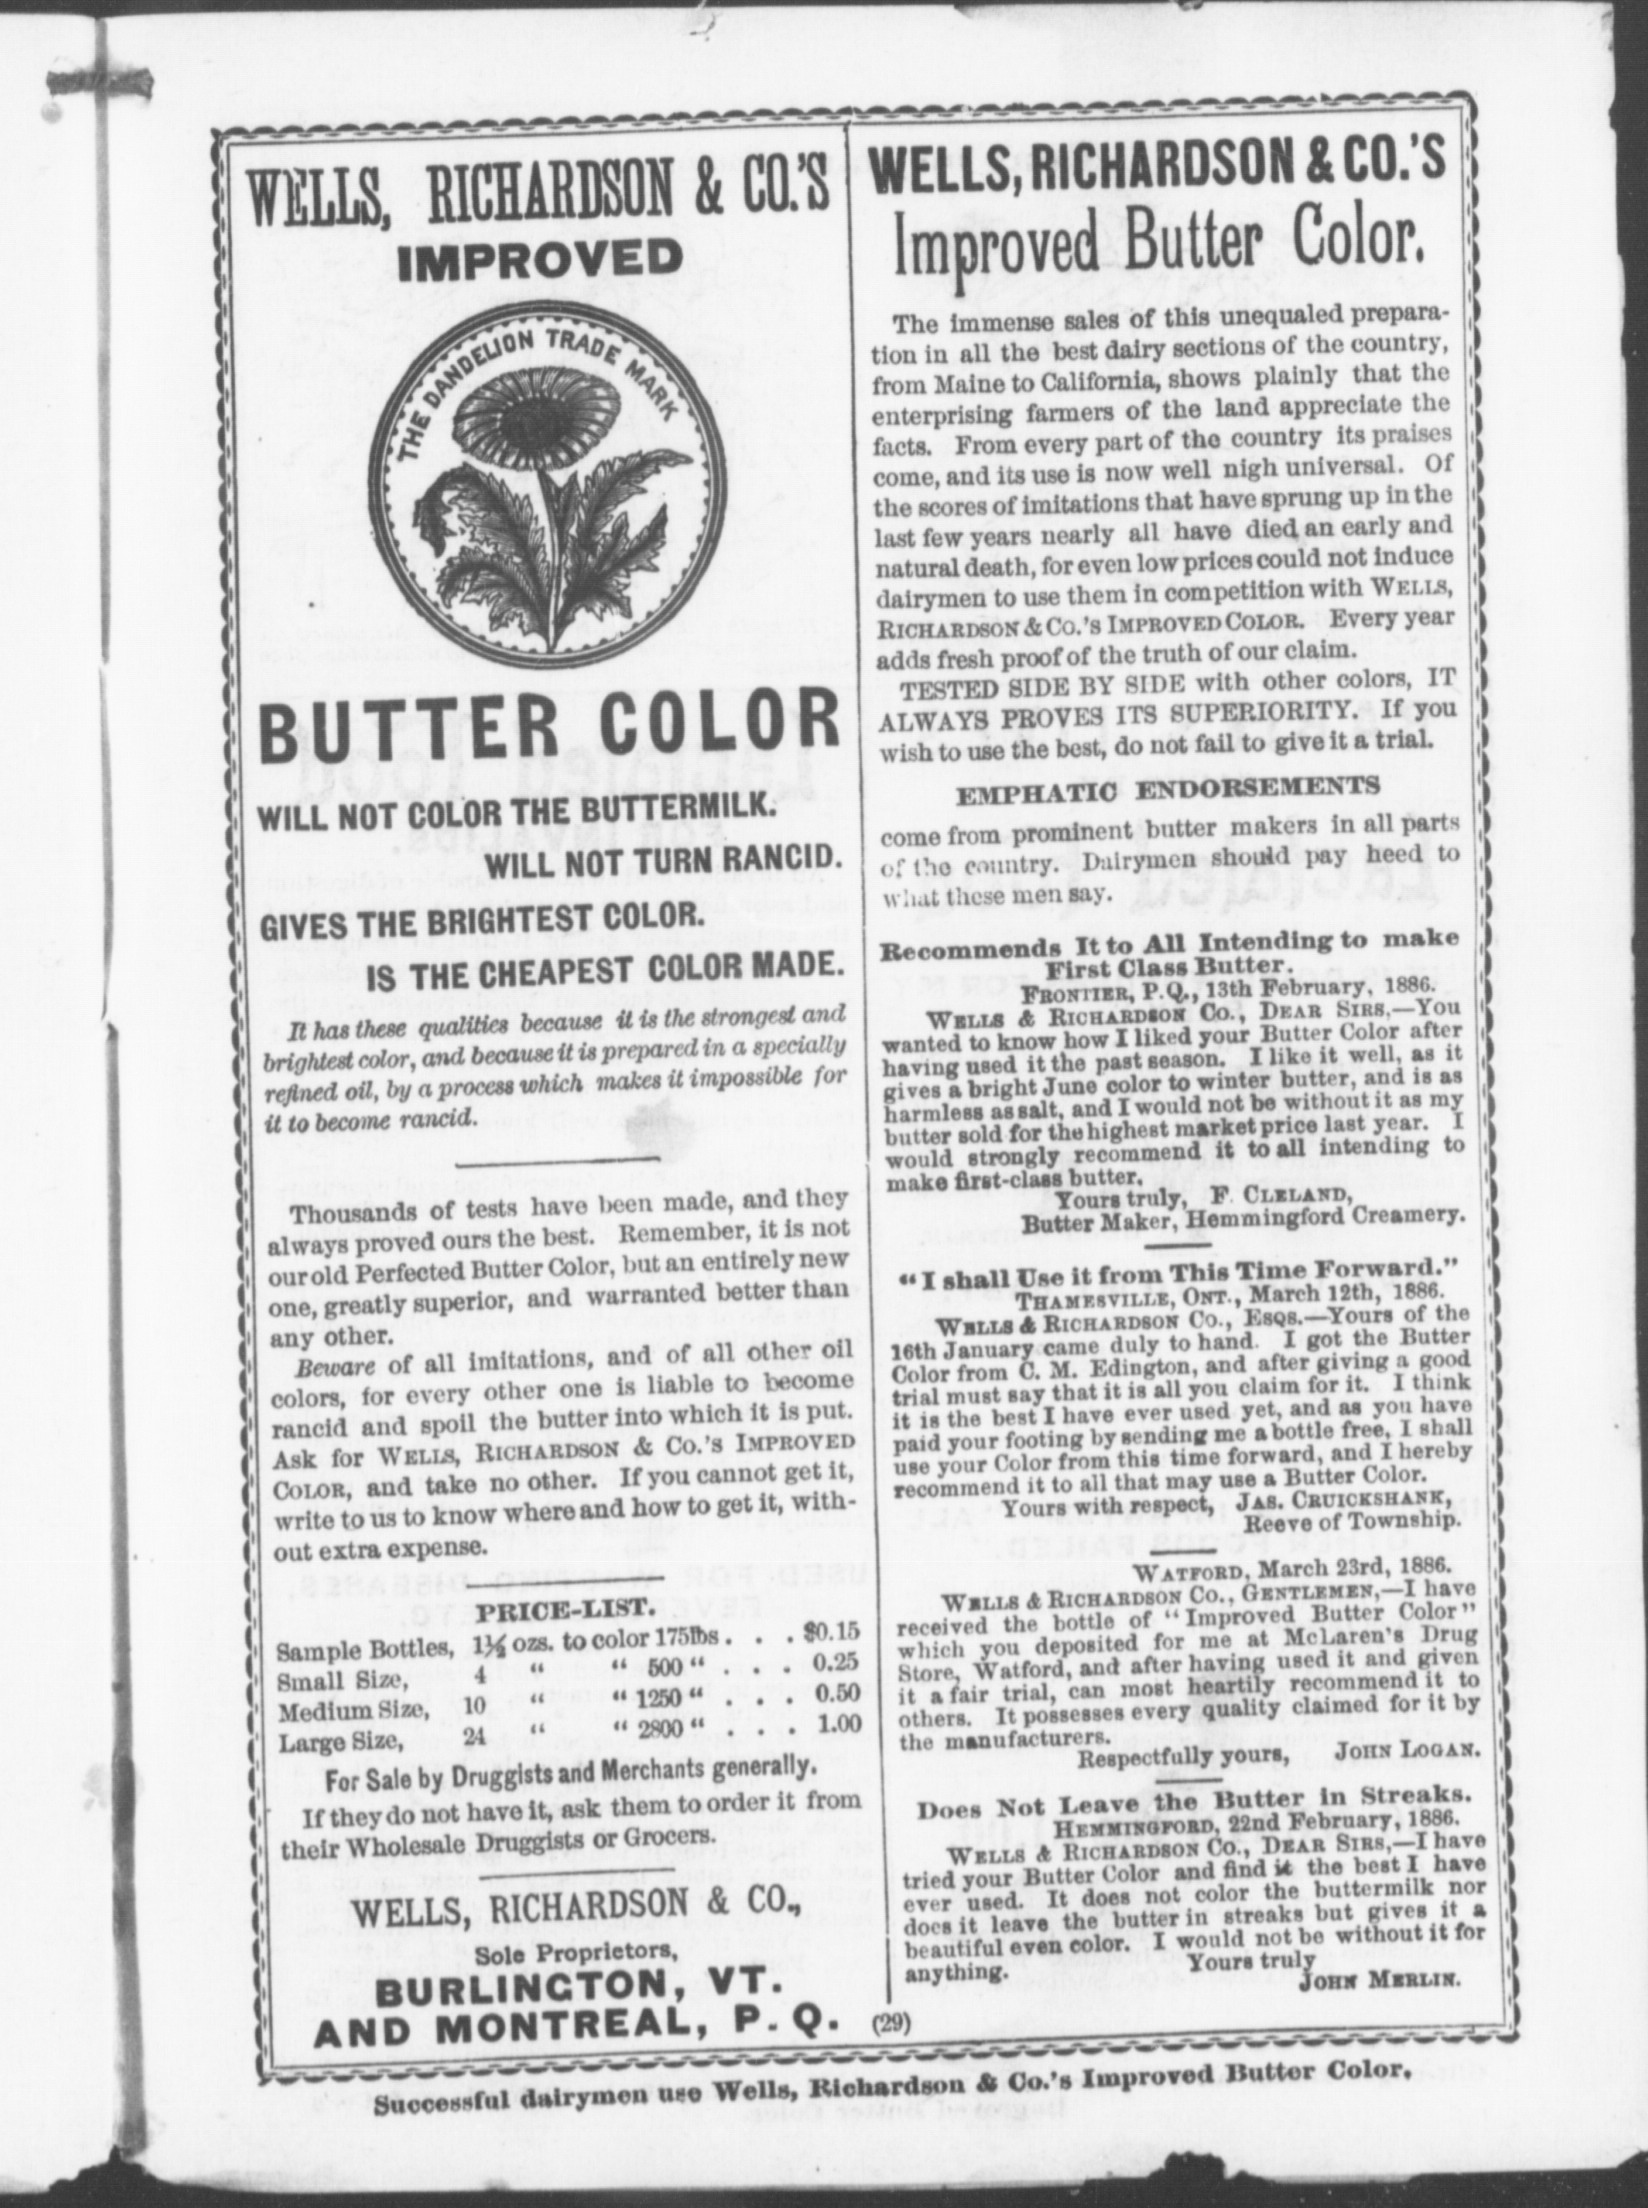 WELLS, RICHARDSON & CO.'S
IMPROVED
THE DANDELION TRADE MARK
BUTTER COLOR
WILL NOT COLOR THE BUTTERMILK.
WILL NOT TURN RANCID.
GIVES THE BRIGHTEST COLOR.
IS THE CHEAPEST COLOR MADE.
It has these qualities because it is the strongest and
brightest color, and because it is prepared in a specially
refined oil, by a process which makes it impossible for
it to become rancid.
Thousands of tests have been made, and they
always proved ours the best. Remember, it is not
our old Perfected Butter Color, but an entirely new
one, greatly superior, and warranted better than
any other.
Beware of all imitations, and of all other oil
colors, for every other one is liable to become
rancid and spoil the butter into which it is put.
Ask for WELLS, RICHARDSON & CO.'S IMPROVED
COLOR, and take no other. If you cannot get it,
write to us to know where and how to get it, with-
out extra expense.
PRICE-LIST.
Sample Bottles, 1½ ozs. to color 175lbs . . . $0.15
Small Size, 4 " " 500 " . . . 0.25
Medium Size, 10 " " 1250 " . . . 0.50
Large Size, 24 " " 2800 " . . . 1.00
For Sale by Druggists and Merchants generally.
If they do not have it, ask them to order it from
their Wholesale Druggists or Grocers.
WELLS, RICHARDSON & CO.,
Sole Proprietors,
BURLINGTON, VT.
AND MONTREAL, P. Q.
WELLS, RICHARDSON & CO.'S
Improved Butter Color.
The immense sales of this unequaled prepara-
tion in all the best dairy sections of the country,
from Maine to California, shows plainly that the
enterprising farmers of the land appreciate the
facts. From every part of the country its praises
come, and its use is now well nigh universal. Of
the scores of imitations that have sprung up in the
last few years nearly all have died an early and
natural death, for even low prices could not induce
dairymen to use them in competition with WELLS,
RICHARDSON & CO.'S IMPROVED COLOR. Every year
adds fresh proof of the truth of our claim.
TESTED SIDE BY SIDE with other colors, IT
ALWAYS PROVES ITS SUPERIORITY. If you
wish to use the best, do not fail to give it a trial.
EMPHATIC ENDORSEMENTS
come from prominent butter makers in all parts
of the country. Dairymen should pay heed to
what these men say.
Recommends It to All Intending to make
First Class Butter.
FRONTIER, P.Q., 13th February, 1886.
WELLS & RICHARDSON CO., DEAR SIRS,—You
wanted to know how I liked your Butter Color after
having used it the past season. I like it well, as it
gives a bright June color to winter butter, and is as
harmless as salt, and I would not be without it as my
butter sold for the highest market price last year. I
would strongly recommend it to all intending to
make first-class butter.
Yours truly, F. CLELAND,
Butter Maker, Hemmingford Creamery.
"I shall Use it from This Time Forward."
THAMESVILLE, ONT., March 12th, 1886.
WELLS & RICHARDSON CO., ESQS.—Yours of the
16th January came duly to hand. I got the Butter
Color from C. M. Edington, and after giving a good
trial must say that it is all you claim for it. I think
it is the best I have ever used yet, and as you have
paid your footing by sending me a bottle free, I shall
use your Color from this time forward, and I hereby
recommend it to all that may use a Butter Color.
Yours with respect, JAS. CRUICKSHANK,
Reeve of Township.
WATFORD, March 23rd, 1886.
WELLS & RICHARDSON CO., GENTLEMEN,—I have
received the bottle of "Improved Butter Color"
which you deposited for me at McLaren's Drug
Store, Watford, and after having used it and given
it a fair trial, can most heartily recommend it to
others. It possesses every quality claimed for it by
the manufacturers.
Respectfully yours, JOHN LOGAN.
Does Not Leave the Butter in Streaks.
HEMMINGFORD, 22nd February, 1886.
WELLS & RICHARDSON CO., DEAR SIRS,—I have
tried your Butter Color and find it the best I have
ever used. It does not color the buttermilk nor
does it leave the butter in streaks but gives it a
beautiful even color. I would not be without it for
anything.
Yours truly
JOHN MERLIN.
(29)
Successful dairymen use Wells, Richardson & Co.'s Improved Butter Color.